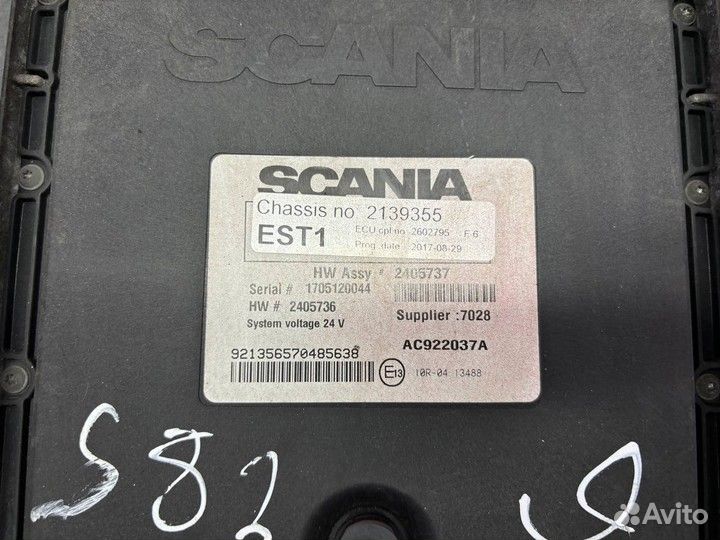 SCANIA
SCANIA
Chassis no 2139355
EST1
ECU cpl no 2602795 F 6
Prog. date 2017-08-29
HW Assy # 2405737
Serial # 1705120044
HW # 2405736
Supplier :7028
System voltage 24 V
AC922037A
921356570485638
E13
10R-04 13488
S82
Avito